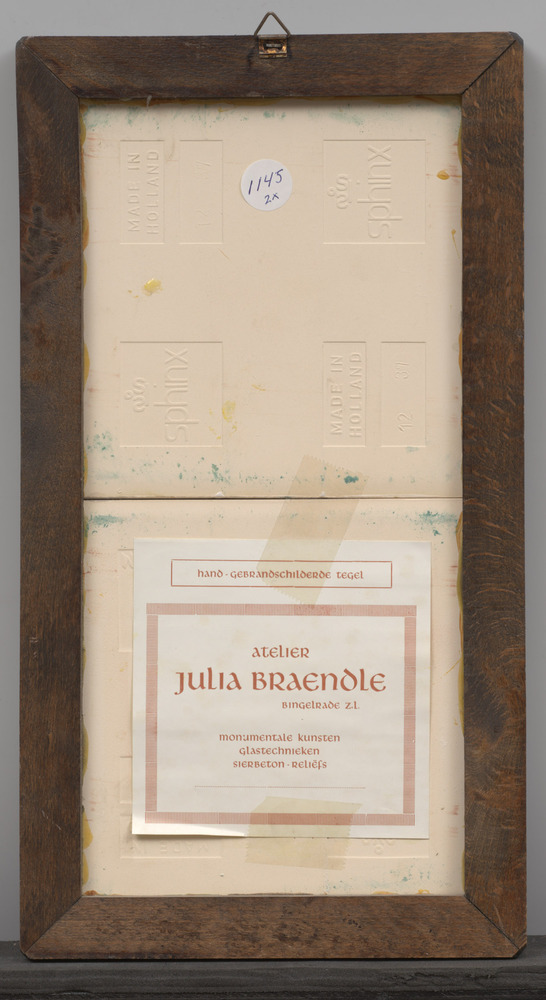 1145
2x
MADE IN
HOLLAND
sphinx
sphinx
MADE IN
HOLLAND
12 37
hand-gebrandschilderde tegel
atelier
Julia Braendle
Bingelrade Z.L.
monumentale kunsten
glastechnieken
sierbeton-reliëfs